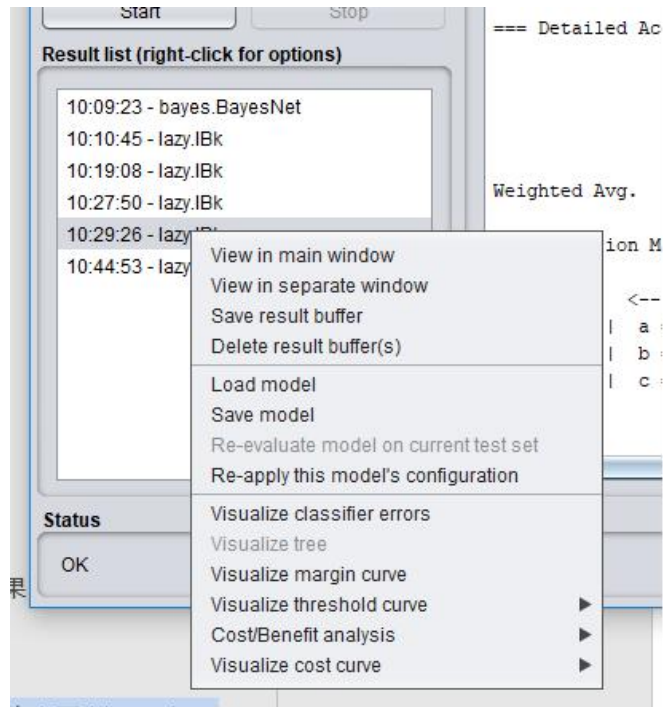 Start
Stop
=== Detailed Ac
Result list (right-click for options)
10:09:23 - bayes.BayesNet
10:10:45 - lazy.IBk
10:19:08 - lazy.IBk
10:27:50 - lazy.IBk
Weighted Avg.
10:29:26 - lazy.IBk
ion M
10:44:53 - lazy
<--
| a =
| b =
| c =
View in main window
View in separate window
Save result buffer
Delete result buffer(s)
Load model
Save model
Re-evaluate model on current test set
Re-apply this model's configuration
Visualize classifier errors
Visualize tree
Visualize margin curve
Visualize threshold curve
Cost/Benefit analysis
Visualize cost curve
Status
OK
果